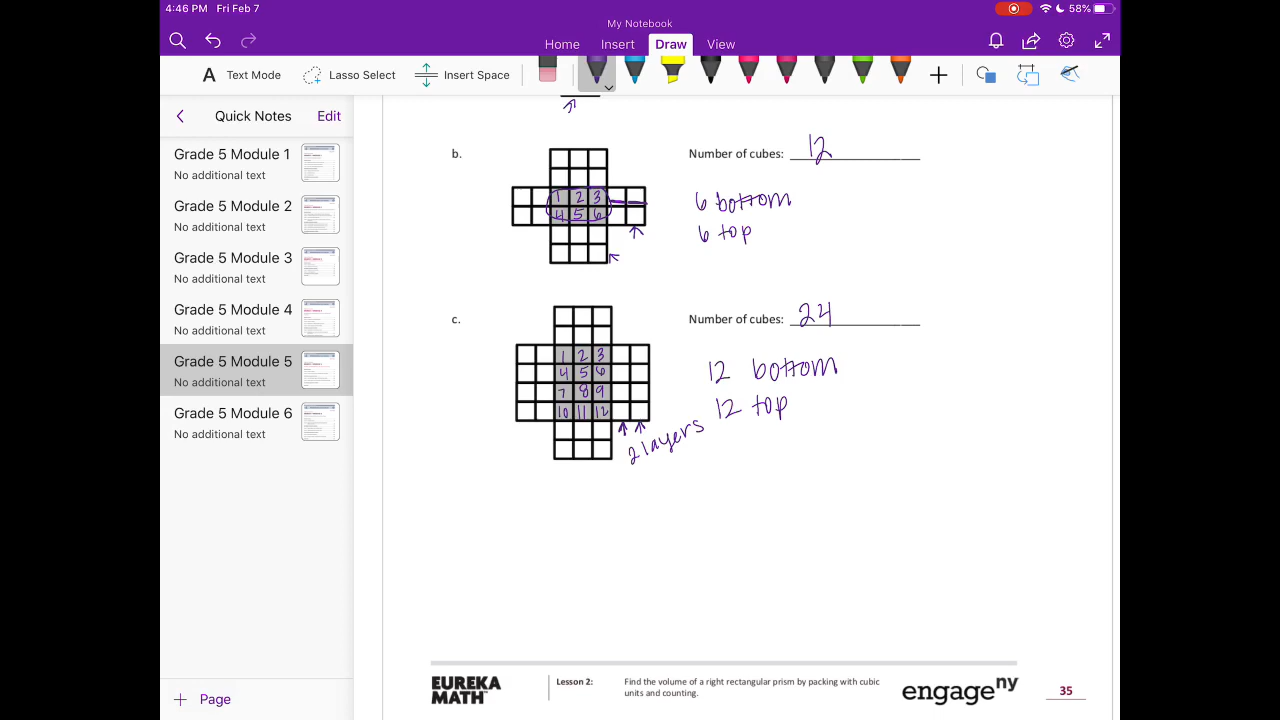 4:46 PM Fri Feb 7
58%
My Notebook
Home Insert Draw View
Text Mode Lasso Select Insert Space
Quick Notes Edit
Grade 5 Module 1
No additional text
Grade 5 Module 2
No additional text
Grade 5 Module 3
No additional text
Grade 5 Module 4
No additional text
Grade 5 Module 5
No additional text
Grade 5 Module 6
No additional text
Page
b.
Number of cubes: 12
1 2 3
4 5 6
6 bottom
6 top
c.
Number of cubes: 24
1 2 3
4 5 6
7 8 9
10 11 12
12 bottom
12 top
2 layers
EUREKA
MATH™
Lesson 2:
Find the volume of a right rectangular prism by packing with cubic
units and counting.
engage ny
35